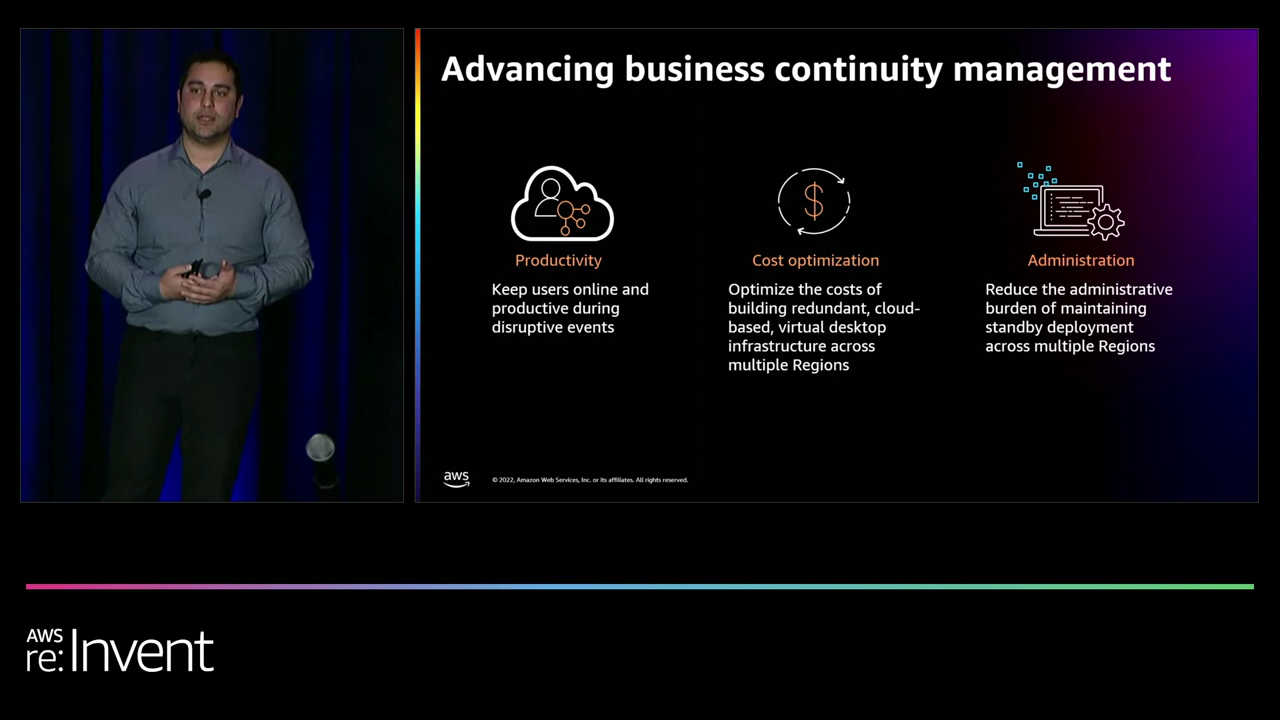 Advancing business continuity management
$
Productivity
Keep users online and
productive during
disruptive events
Cost optimization
Optimize the costs of
building redundant, cloud-
based, virtual desktop
infrastructure across
multiple Regions
Administration
Reduce the administrative
burden of maintaining
standby deployment
across multiple Regions
aws
© 2022, Amazon Web Services, Inc. or its affiliates. All rights reserved.
AWS
re:Invent